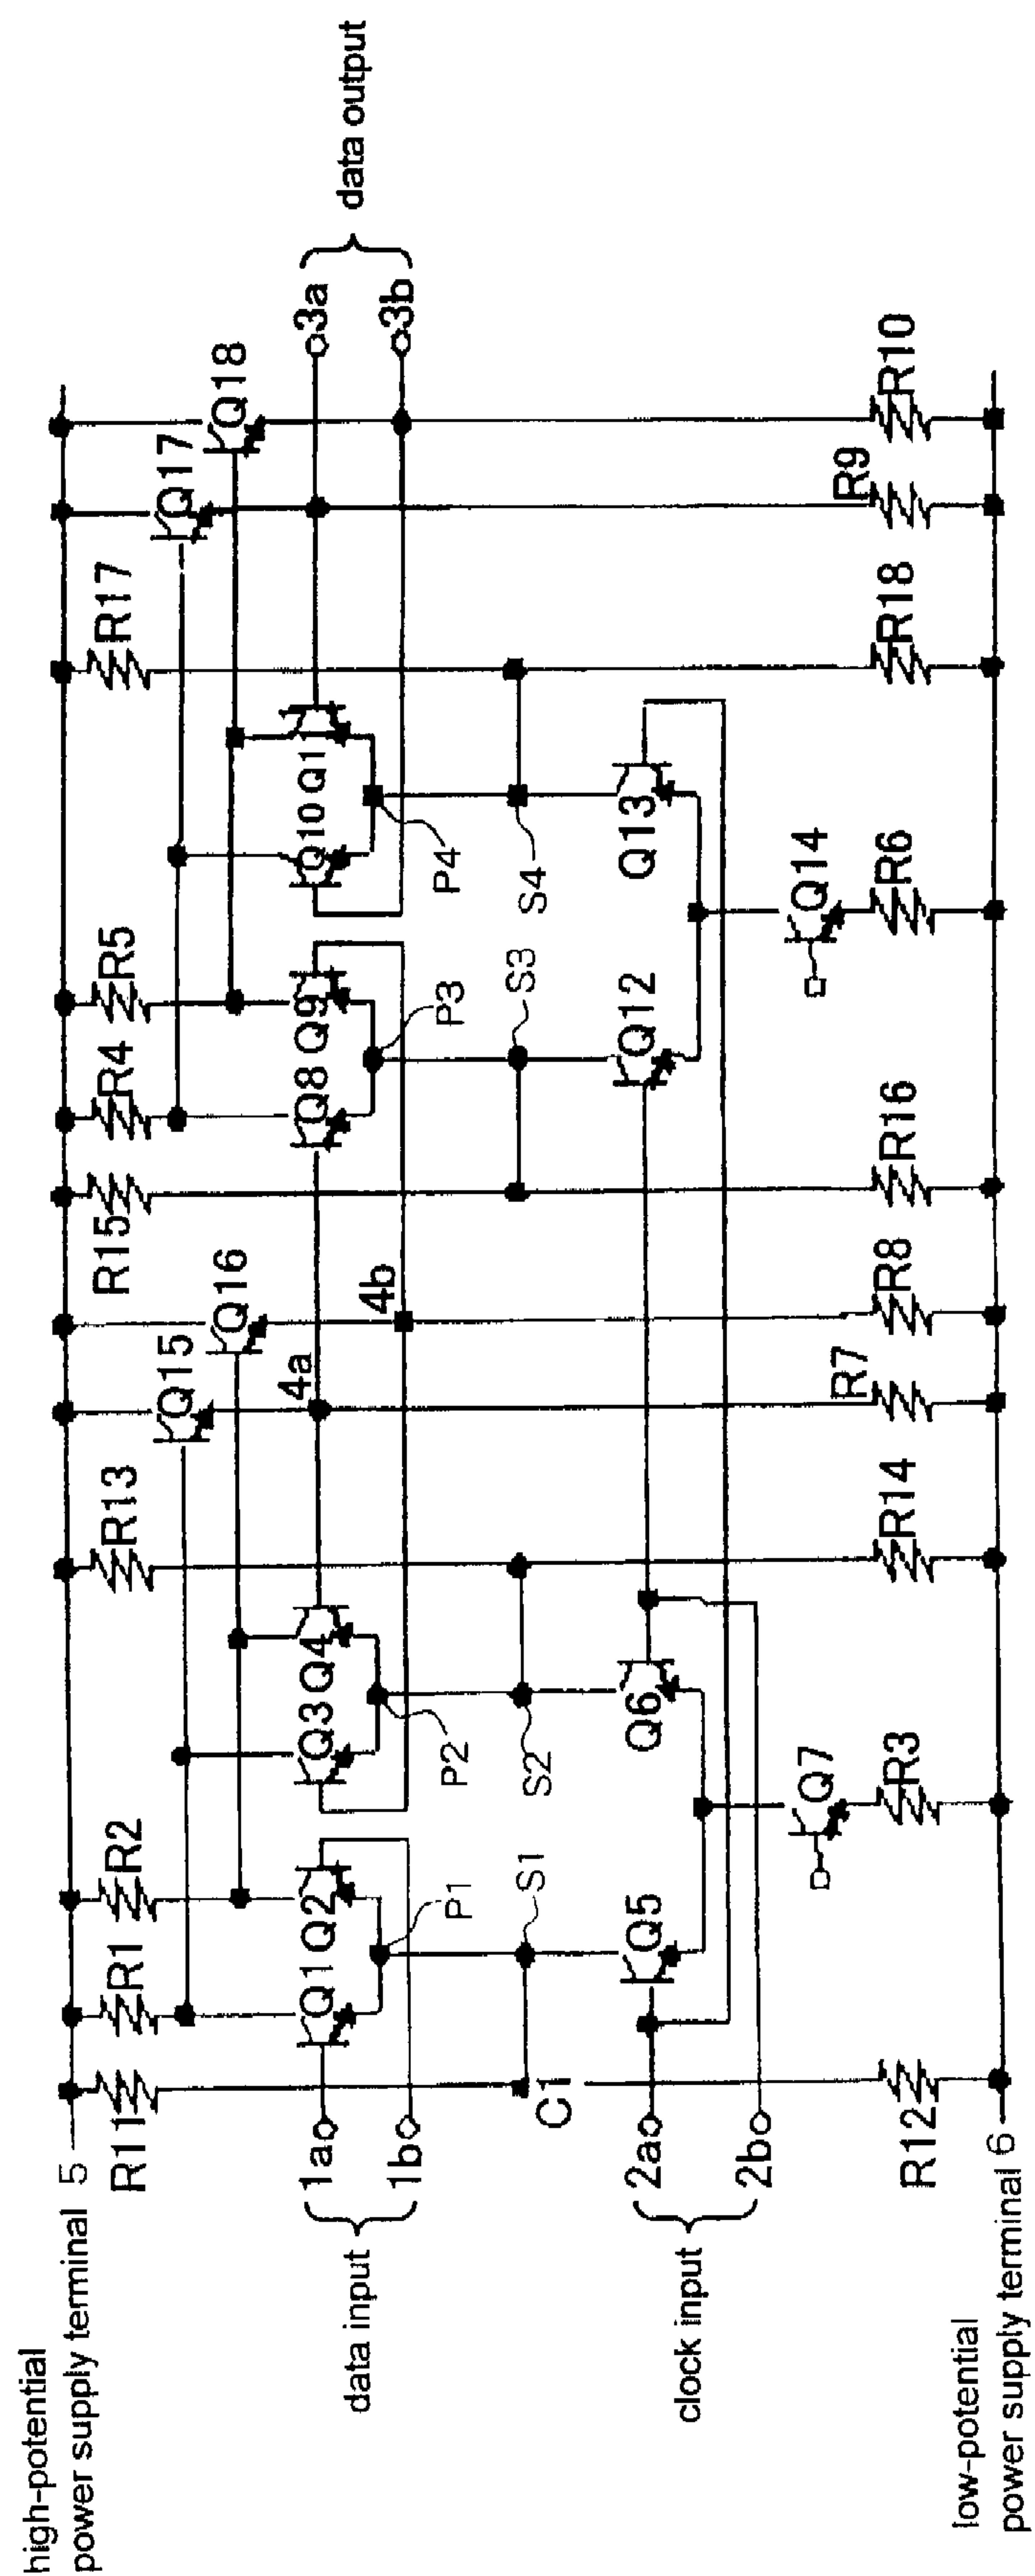 high-potential
power supply terminal 5
R11
R1
R2
R13
R15
R4
R5
R17
Q15
Q16
Q17
Q18
data input
1a
1b
Q1
Q2
Q3
Q4
4a
4b
Q8
Q9
Q10
Q1
3a
3b
data output
P1
P2
P3
P4
S1
S2
S3
S4
C1
clock input
2a
2b
Q5
Q6
Q12
Q13
Q7
Q14
R12
R3
R14
R7
R8
R16
R6
R18
R9
R10
low-potential
power supply terminal 6